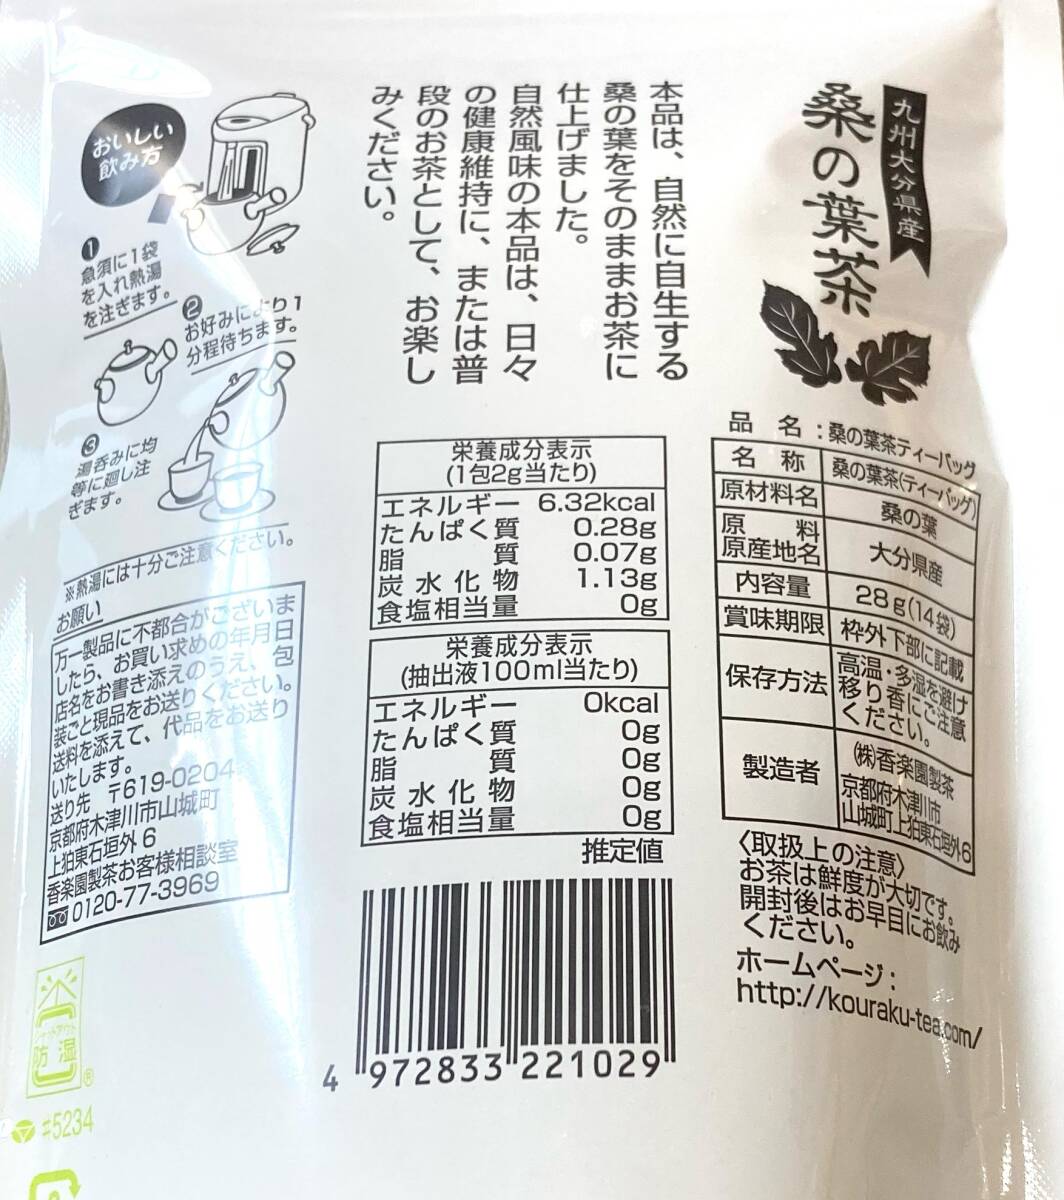 九州大分県産
桑の葉茶
本品は、自然に自生する
桑の葉をそのままお茶に
仕上げました。
自然風味の本品は、日々
の健康維持に、または普
段のお茶として、お楽し
みください。
おいしい
飲み方
❶
急須に1袋
を入れ熱湯
を注ぎます。
❷
お好みにより1
分程待ちます。
❸
湯呑みに均
等に廻し注
ぎます。
※熱湯には十分ご注意ください。
お願い
万一製品に不都合がございま
したら、お買い求めの年月日
店名をお書き添えのうえ、包
装ごと現品をお送りください。
送料を添えて、代品をお送り
いたします。
送り先 〒619-0204
京都府木津川市山城町
上狛東石垣外6
香楽園製茶お客様相談室
0120-77-3969
栄養成分表示
(1包2g当たり)
エネルギー 6.32kcal
たんぱく質 0.28g
脂質 0.07g
炭水化物 1.13g
食塩相当量 0g
栄養成分表示
(抽出液100ml当たり)
エネルギー 0kcal
たんぱく質 0g
脂質 0g
炭水化物 0g
食塩相当量 0g
推定値
品名:桑の葉茶ティーバッグ
名称 桑の葉茶(ティーバッグ)
原材料名 桑の葉
原料
原産地名 大分県産
内容量 28g(14袋)
賞味期限 枠外下部に記載
保存方法 高温・多湿を避け
移り香にご注意
ください。
製造者 (株)香楽園製茶
京都府木津川市
山城町上狛東石垣外6
〈取扱上の注意〉
お茶は鮮度が大切です。
開封後はお早目にお飲み
ください。
ホームページ:
http://kouraku-tea.com/
4 972833 221029
防湿
®
#5234